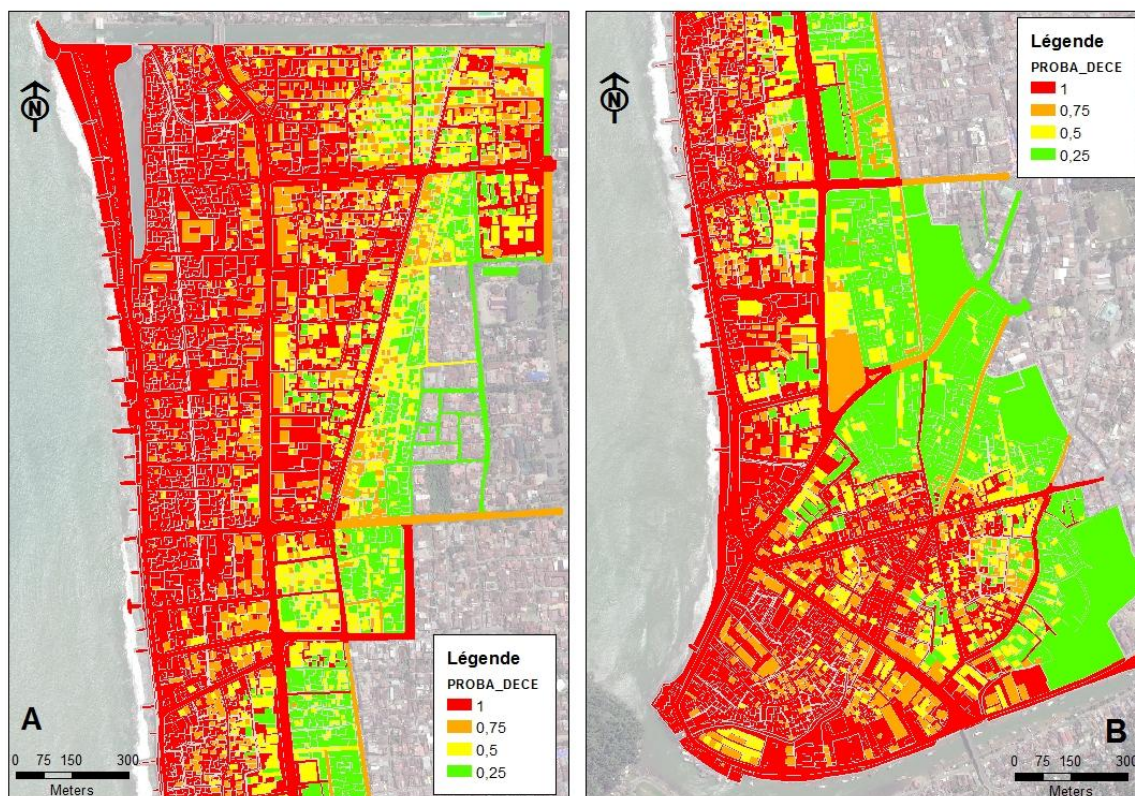 N
A
Légende
PROBA_DECE
1
0,75
0,5
0,25
0 75 150 300
Meters
N
Légende
PROBA_DECE
1
0,75
0,5
0,25
B
0 75 150 300
Meters